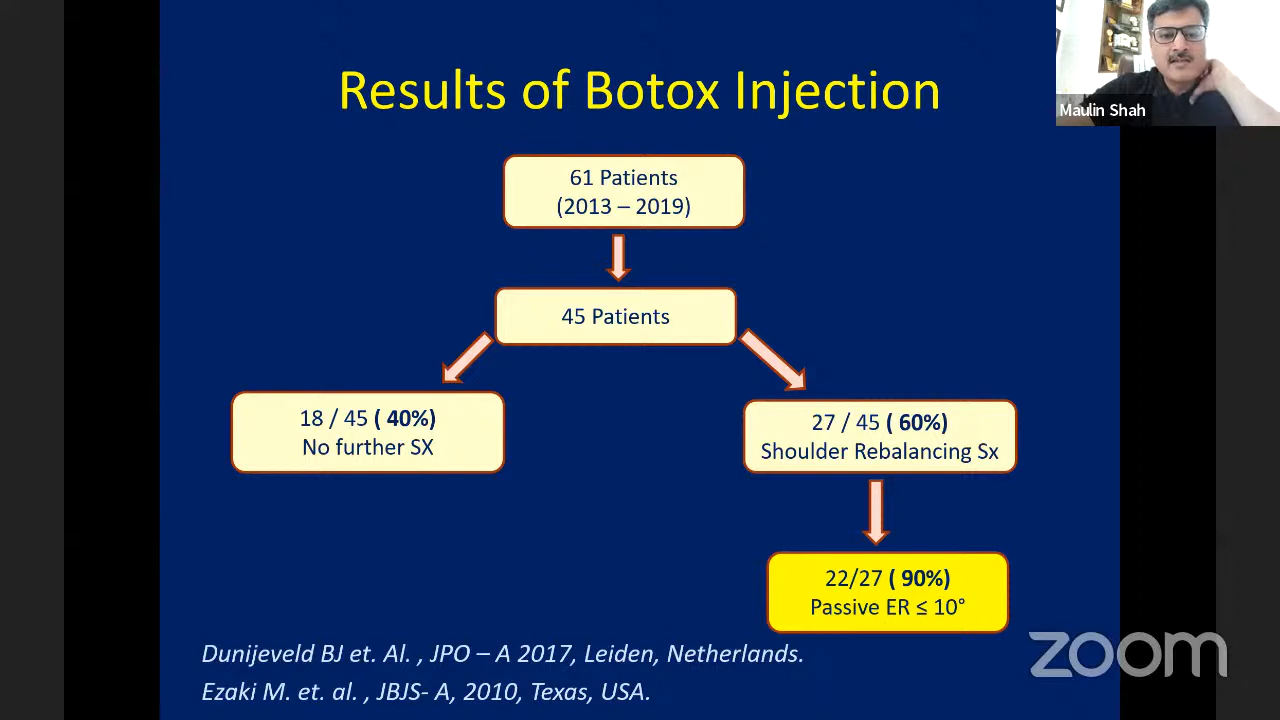 Results of Botox Injection
Maulin Shah
61 Patients
(2013 – 2019)
45 Patients
18 / 45 ( 40%)
No further SX
27 / 45 ( 60%)
Shoulder Rebalancing Sx
22/27 ( 90%)
Passive ER ≤ 10°
Dunijeveld BJ et. Al. , JPO – A 2017, Leiden, Netherlands.
Ezaki M. et. al. , JBJS- A, 2010, Texas, USA.
zoom